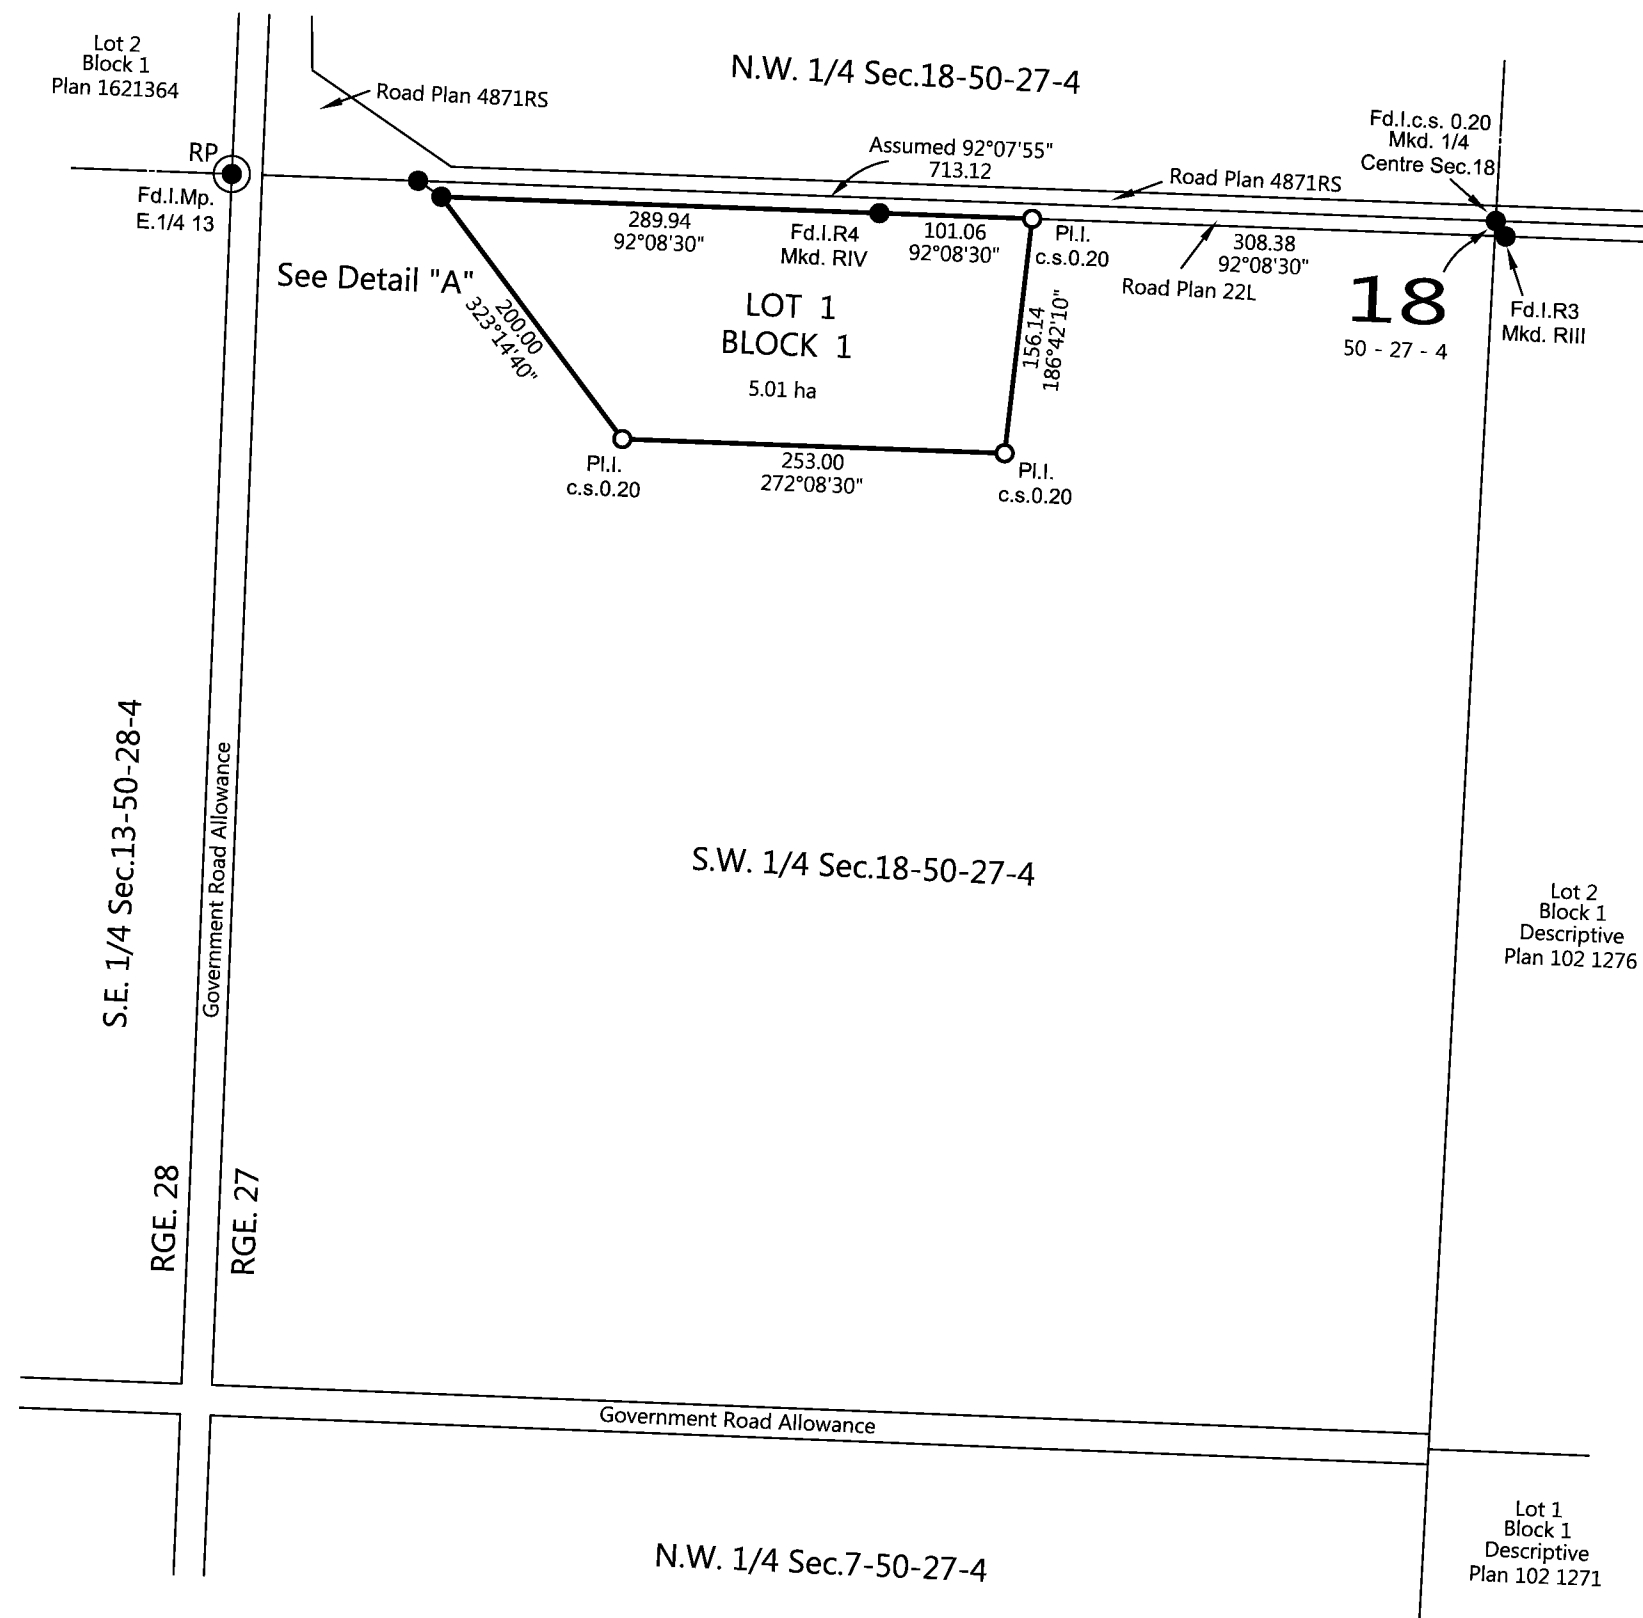 Lot 2
Block 1
Plan 1621364
N.W. 1/4 Sec.18-50-27-4
Road Plan 4871RS
Fd.I.c.s. 0.20
Mkd. 1/4
Centre Sec.18
Assumed 92°07'55"
713.12
RP
Road Plan 4871RS
Fd.I.Mp.
E.1/4 13
289.94
92°08'30"
Fd.I.R4
Mkd. RIV
101.06
92°08'30"
Pl.I.
c.s.0.20
308.38
92°08'30"
Road Plan 22L
See Detail "A"
200.00
323°14'40"
LOT 1
BLOCK 1
5.01 ha
156.14
186°42'10"
18
50 - 27 - 4
Fd.I.R3
Mkd. RIII
Pl.I.
c.s.0.20
253.00
272°08'30"
Pl.I.
c.s.0.20
S.E. 1/4 Sec.13-50-28-4
Government Road Allowance
S.W. 1/4 Sec.18-50-27-4
Lot 2
Block 1
Descriptive
Plan 102 1276
RGE. 28
RGE. 27
Government Road Allowance
N.W. 1/4 Sec.7-50-27-4
Lot 1
Block 1
Descriptive
Plan 102 1271